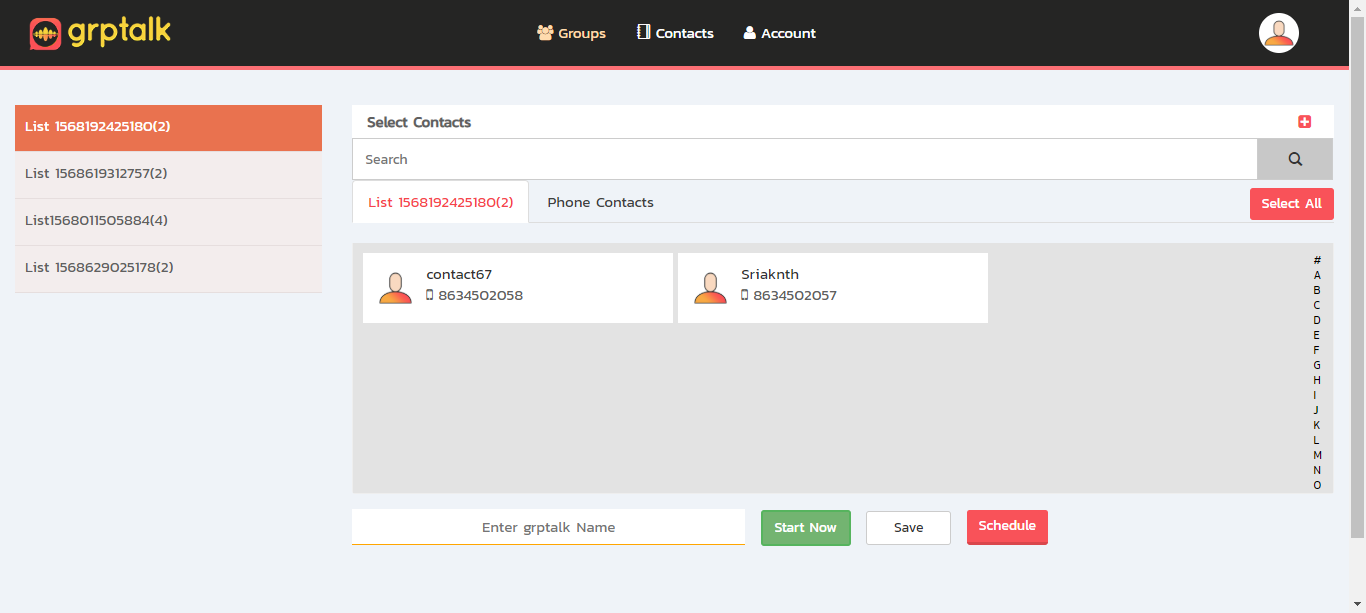 grptalk
Groups Contacts Account
List 1568192425180(2)
List 1568619312757(2)
List1568011505884(4)
List 1568629025178(2)
Select Contacts
Search
List 1568192425180(2) Phone Contacts Select All
contact67
8634502058
Sriaknth
8634502057
#
A
B
C
D
E
F
G
H
I
J
K
L
M
N
O
Enter grptalk Name Start Now Save Schedule